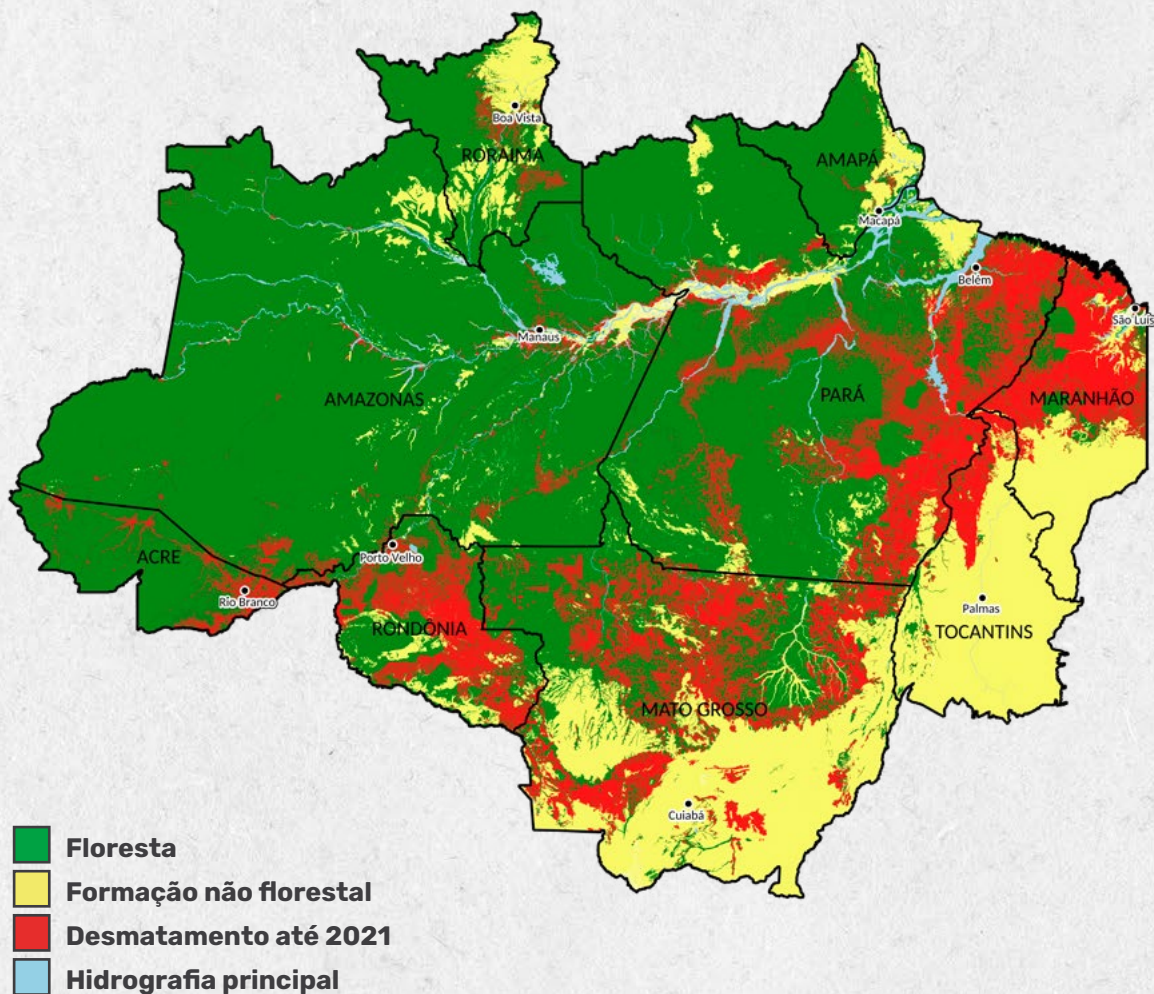 Boa Vista
RORAIMA
AMAPÁ
Macapá
Belém
São Luís
Manaus
AMAZONAS
PARÁ
MARANHÃO
Porto Velho
ACRE
Rio Branco
RONDÔNIA
Palmas
TOCANTINS
MATO GROSSO
Cuiabá
Floresta
Formação não florestal
Desmatamento até 2021
Hidrografia principal